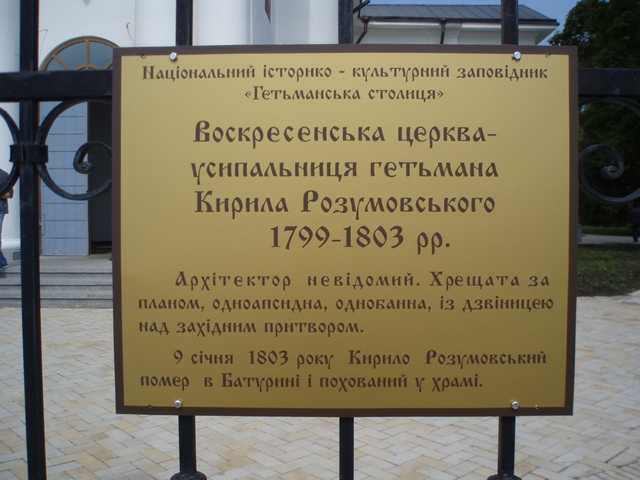 Національний історико - культурний заповідник
«Гетьманська столиця»
Воскресенська церква-
усипальниця гетьмана
Кирила Розумовського
1799-1803 рр.
Архітектор невідомий. Хрещата за
планом, одноапсидна, однобанна, із дзвіницею
над західним притвором.
9 січня 1803 року Кирило Розумовський
помер в Батурині і похований у храмі.